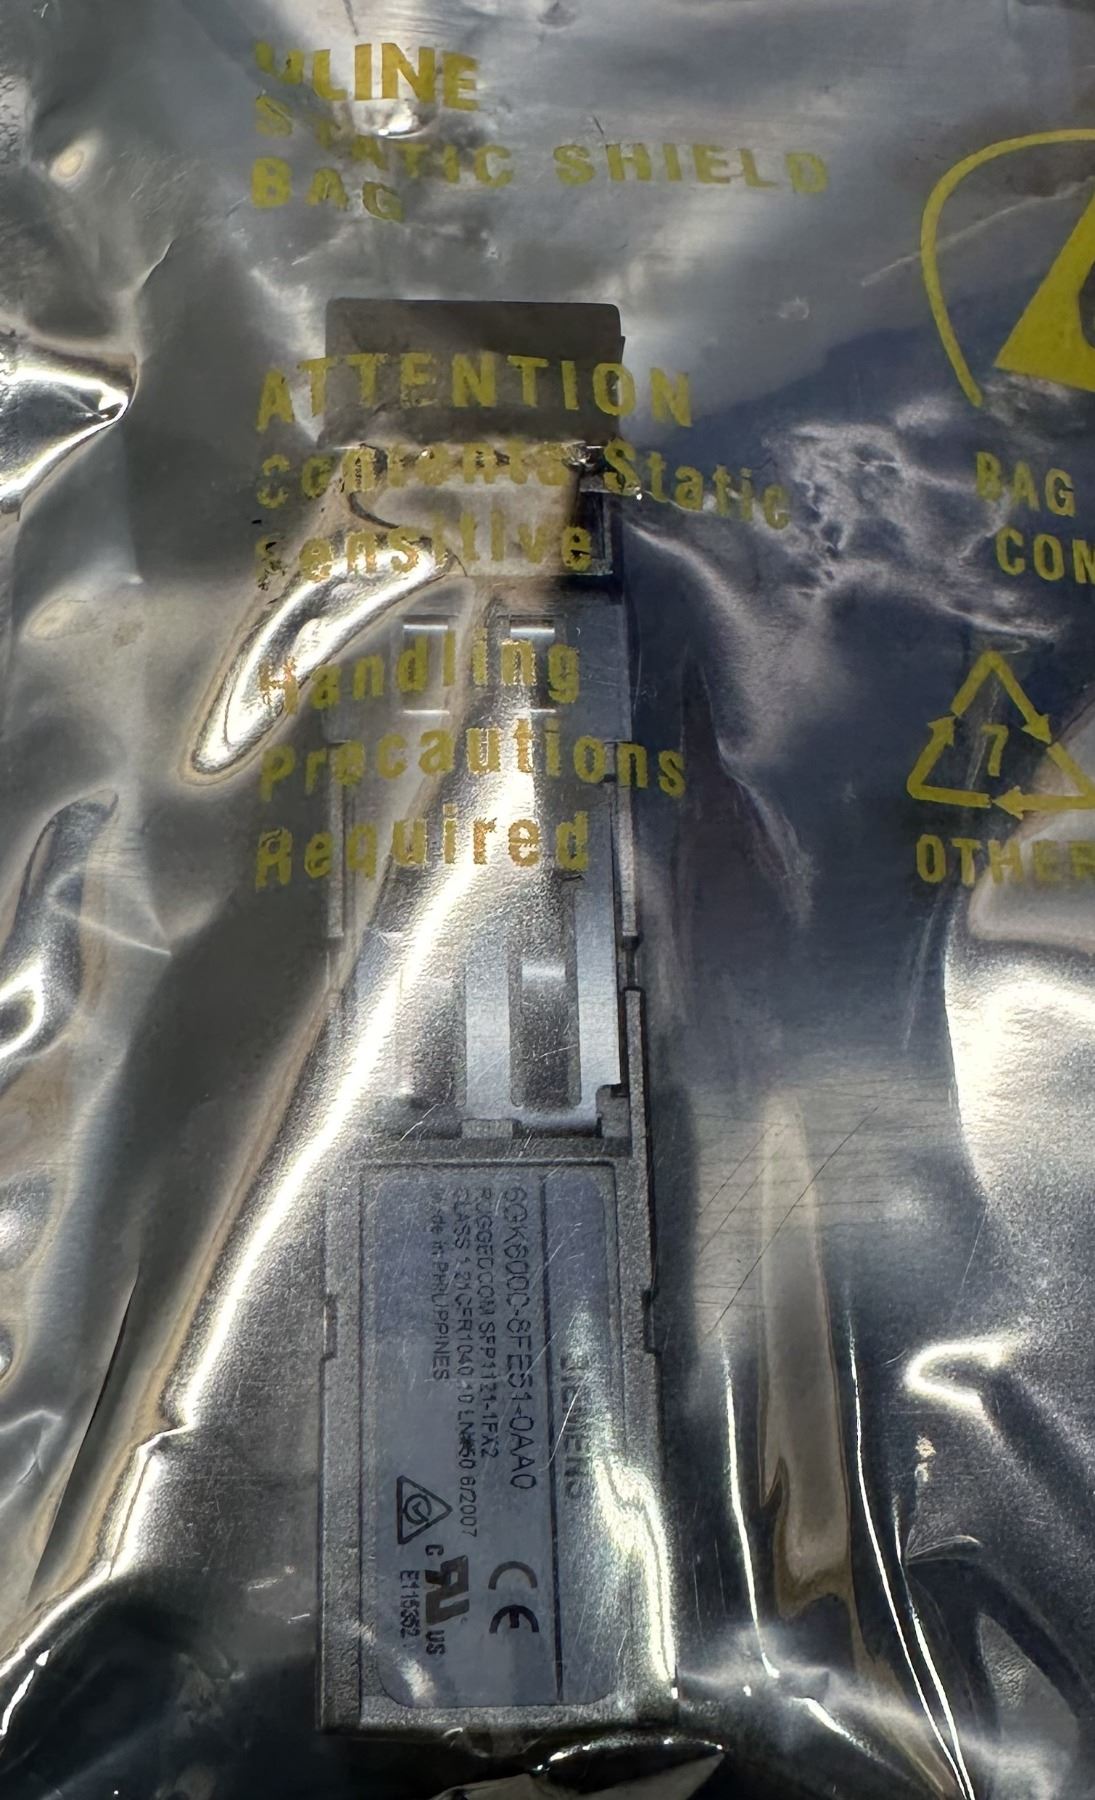 ULINE
STATIC SHIELD
BAG
ATTENTION
Contents Static
Sensitive
Handling
Precautions
Required
BAG
CON
7
OTHER
SIEMENS
6GK6000-8FE51-0AA0
RUGGEDCOM SFP1121-1FX2
CLASS 1 21CFR1040.10 LN#50 6/2007
Made in PHILIPPINES
CE
C UL US